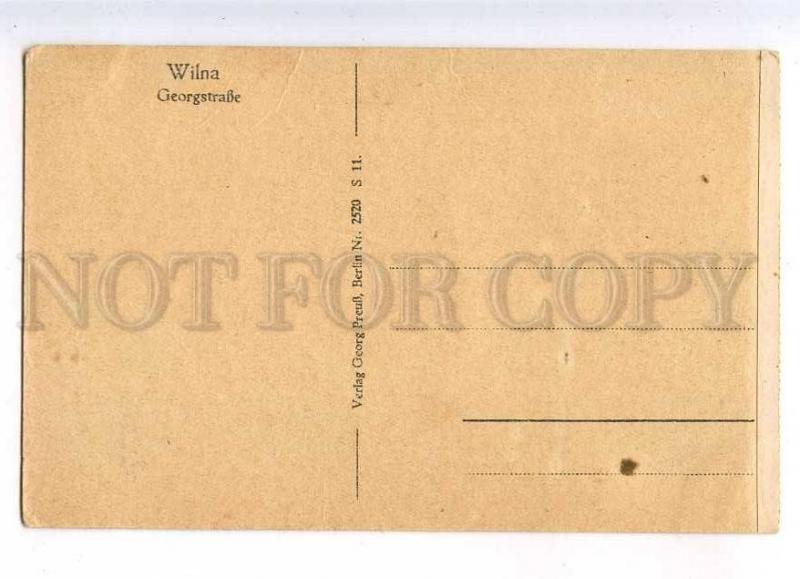 Wilna
Georgstraße
Verlag Georg Preuß, Berlin Nr. 2520 S 11.
NOT FOR COPY